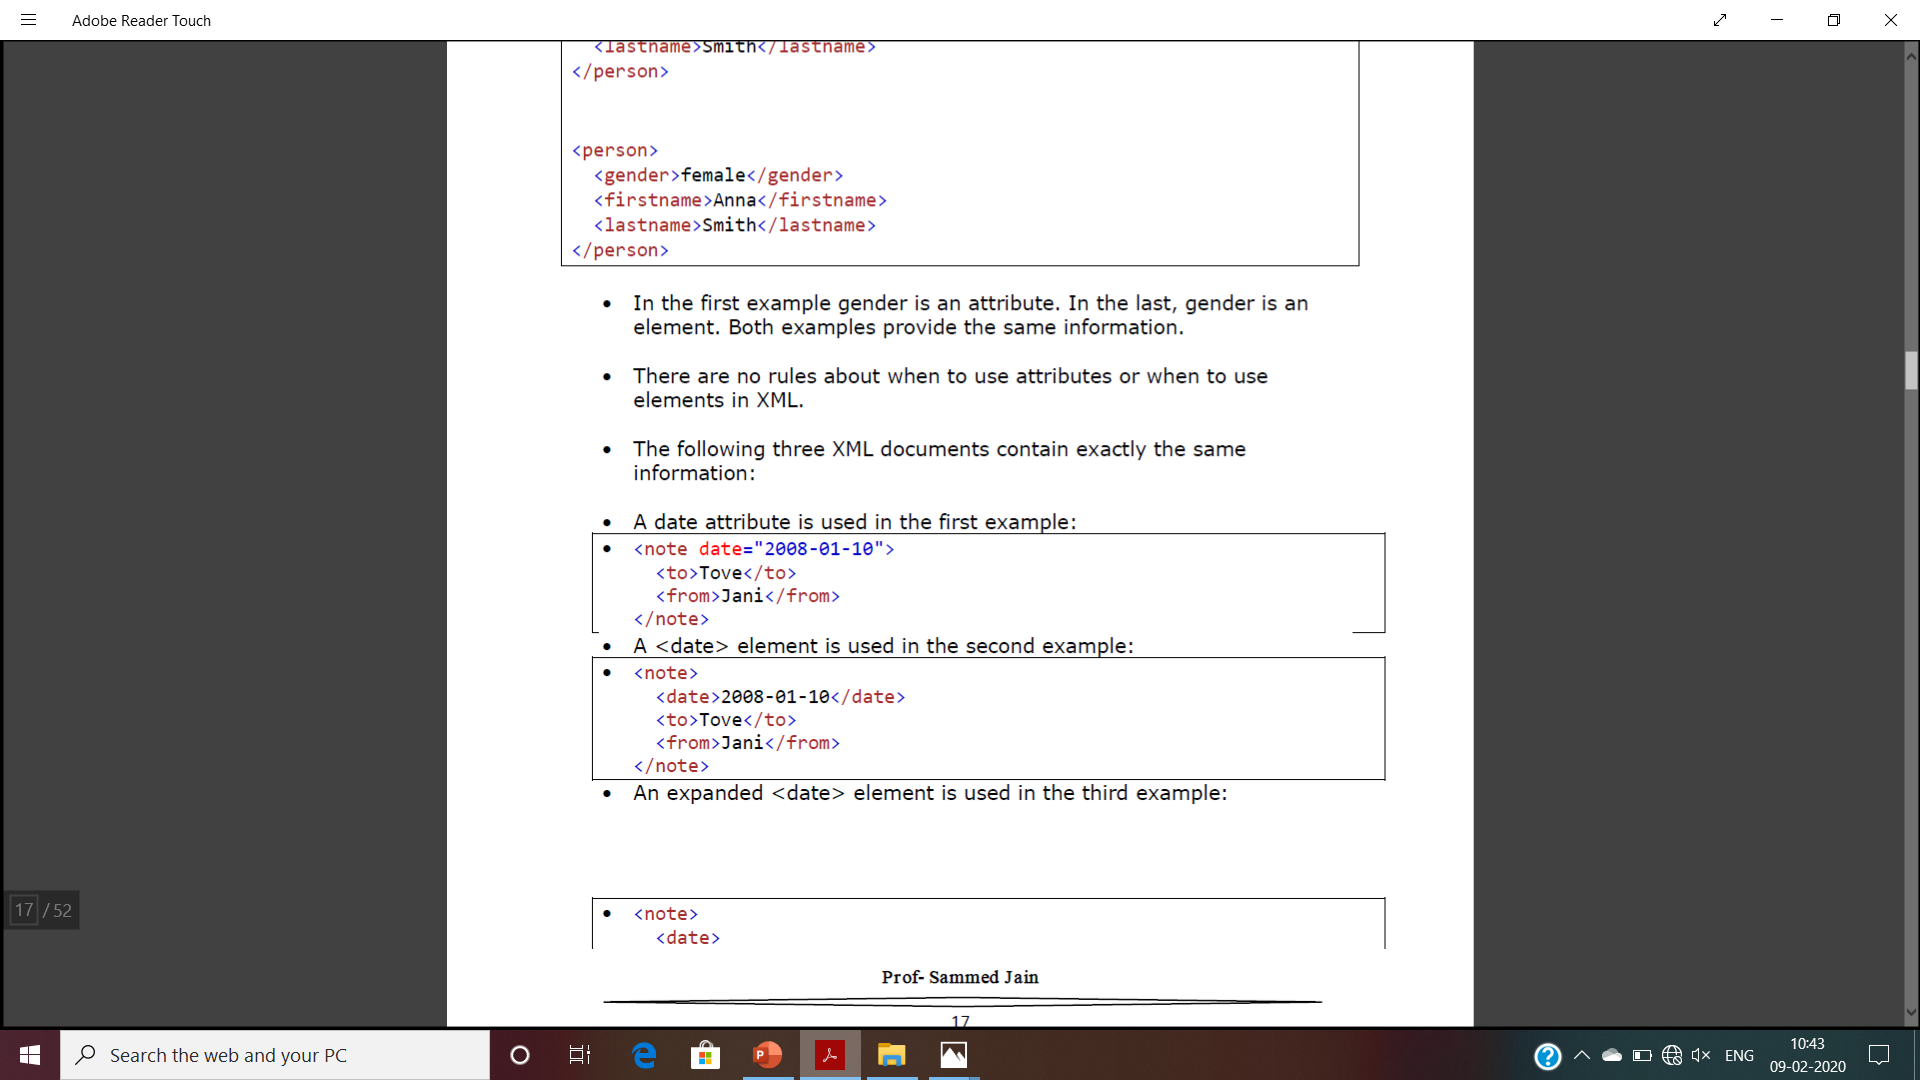 Adobe Reader Touch
<lastname>Smith</lastname>
</person>
<person>
<gender>female</gender>
<firstname>Anna</firstname>
<lastname>Smith</lastname>
</person>
• In the first example gender is an attribute. In the last, gender is an
element. Both examples provide the same information.
• There are no rules about when to use attributes or when to use
elements in XML.
• The following three XML documents contain exactly the same
information:
• A date attribute is used in the first example:
• <note date="2008-01-10">
<to>Tove</to>
<from>Jani</from>
</note>
• A <date> element is used in the second example:
• <note>
<date>2008-01-10</date>
<to>Tove</to>
<from>Jani</from>
</note>
• An expanded <date> element is used in the third example:
17 / 52
• <note>
<date>
Prof- Sammed Jain
17
Search the web and your PC
ENG
10:43
09-02-2020